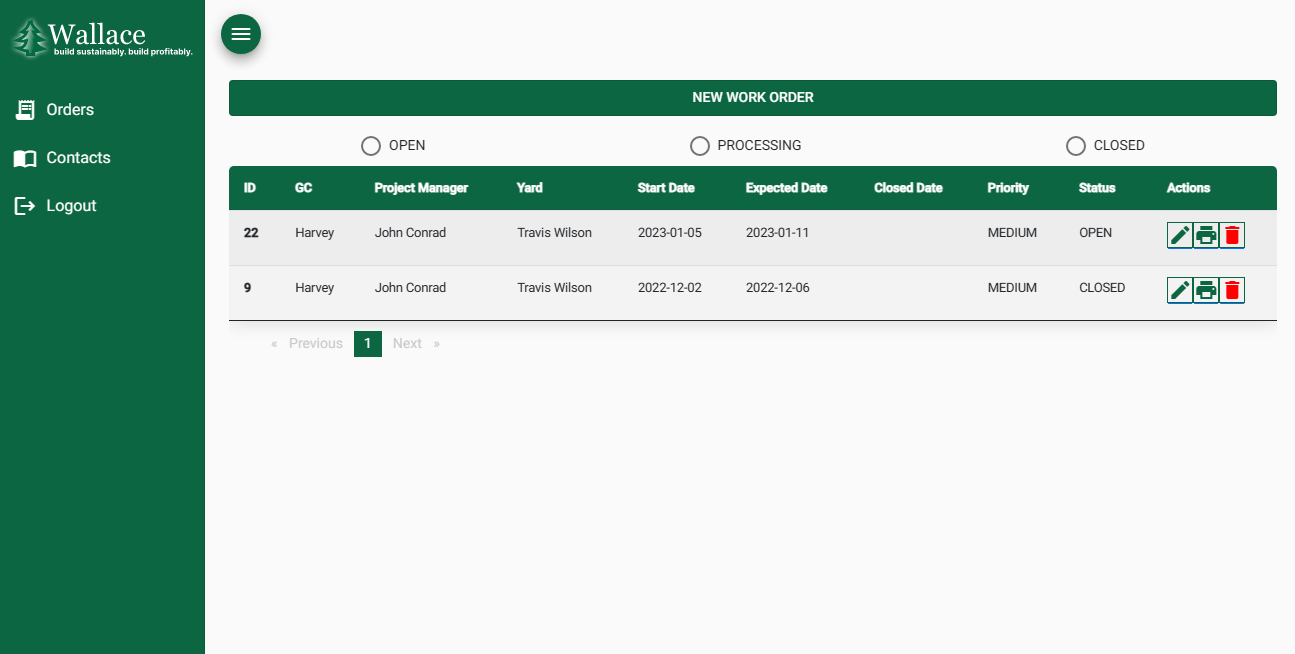 Wallace
build sustainably. build profitably.
Orders
Contacts
Logout
NEW WORK ORDER
OPEN PROCESSING CLOSED
ID GC Project Manager Yard Start Date Expected Date Closed Date Priority Status Actions
22 Harvey John Conrad Travis Wilson 2023-01-05 2023-01-11 MEDIUM OPEN
9 Harvey John Conrad Travis Wilson 2022-12-02 2022-12-06 MEDIUM CLOSED
« Previous 1 Next »